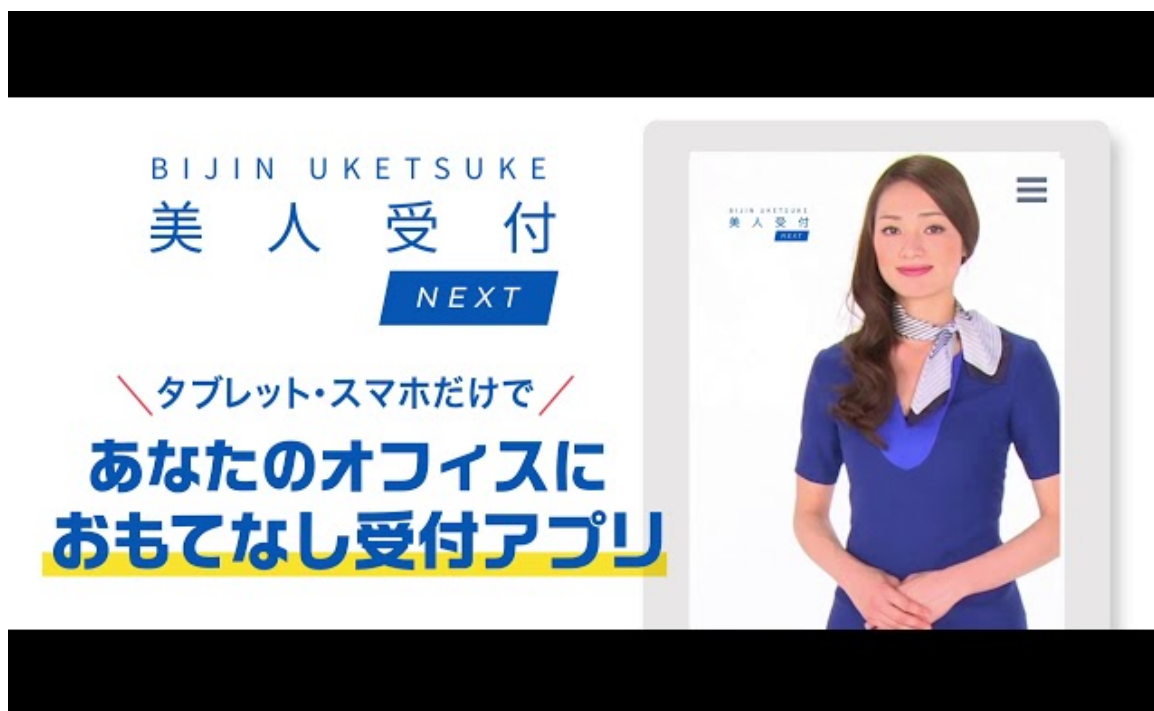 BIJIN UKETSUKE
美人受付
NEXT
タブレット・スマホだけで
あなたのオフィスに
おもてなし受付アプリ
BIJIN UKETSUKE
美人受付
NEXT